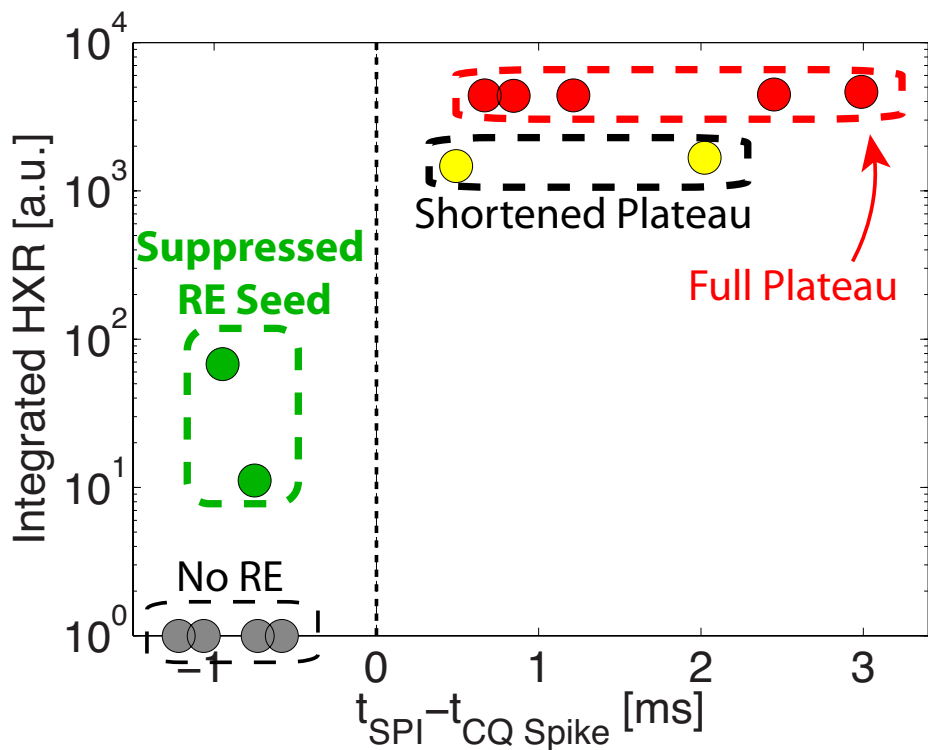 Integrated HXR [a.u.]
10^4
10^3
10^2
10^1
10^0
Suppressed
RE Seed
Shortened Plateau
Full Plateau
No RE
−1
0
1
2
3
t_SPI−t_CQ Spike [ms]